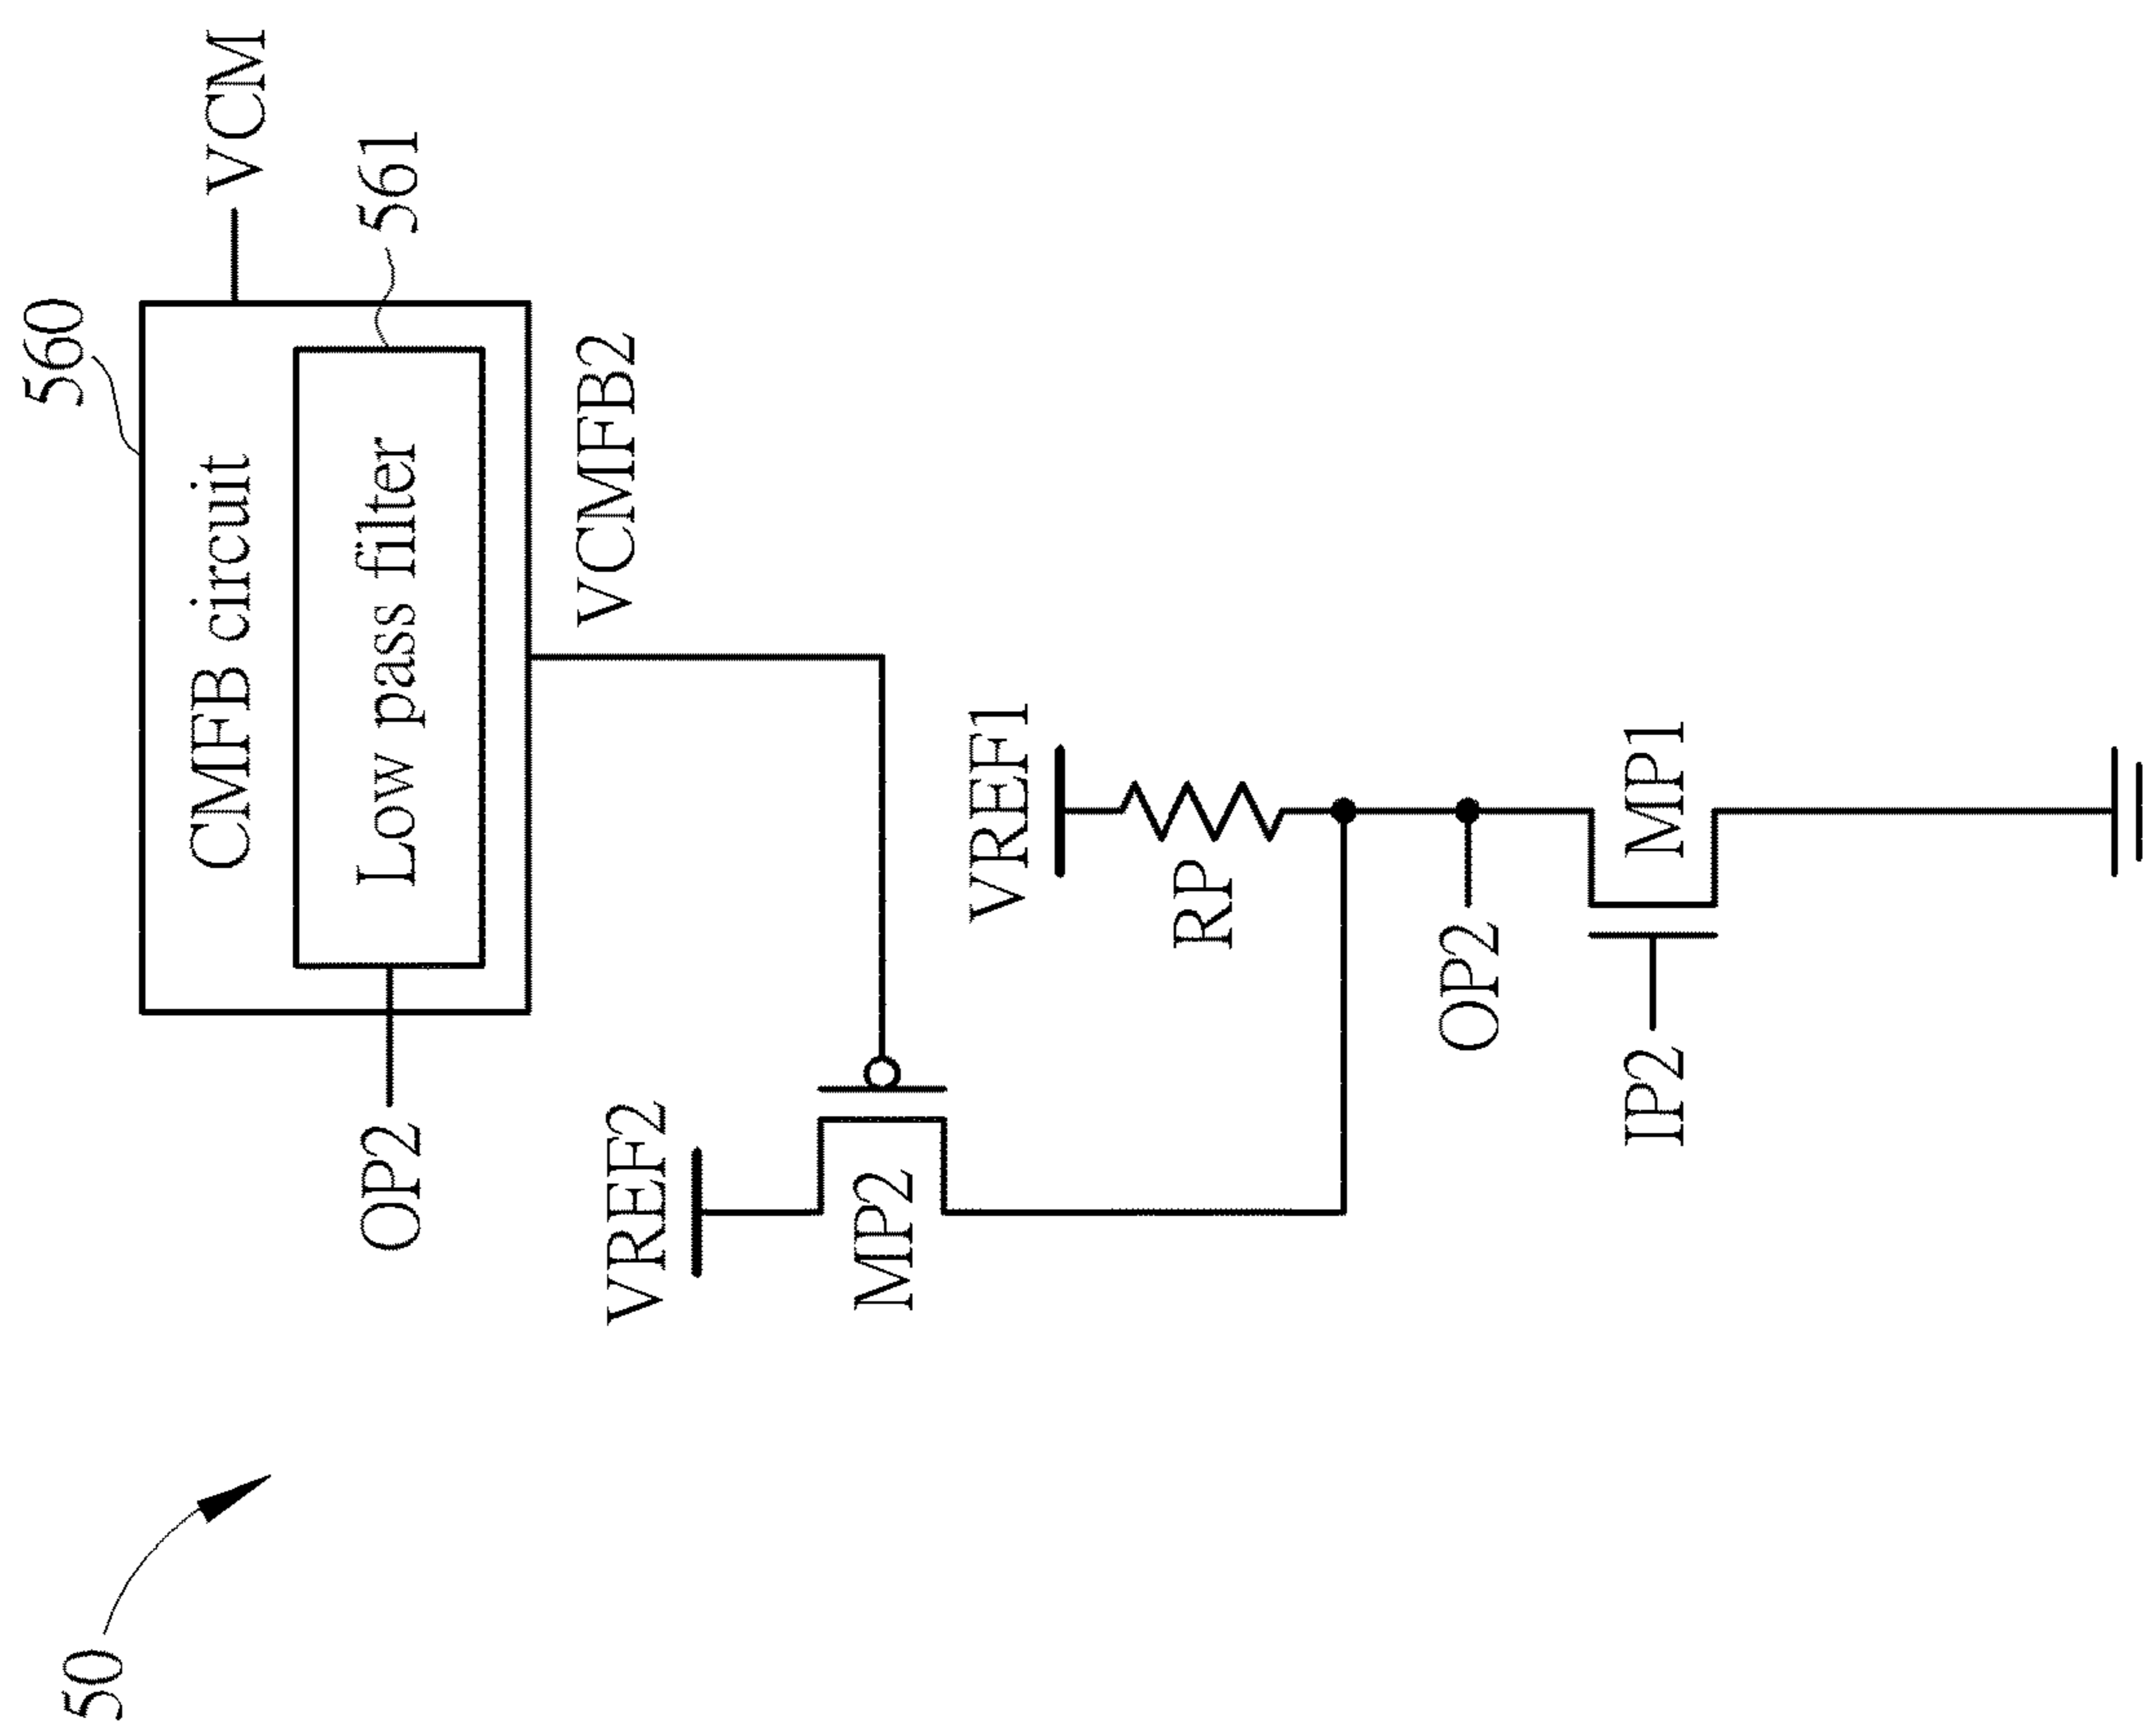 50
560
VCM
CMFB circuit
561
Low pass filter
OP2
VCMFB2
VREF2
MP2
VREF1
RP
OP2
MP1
IP2